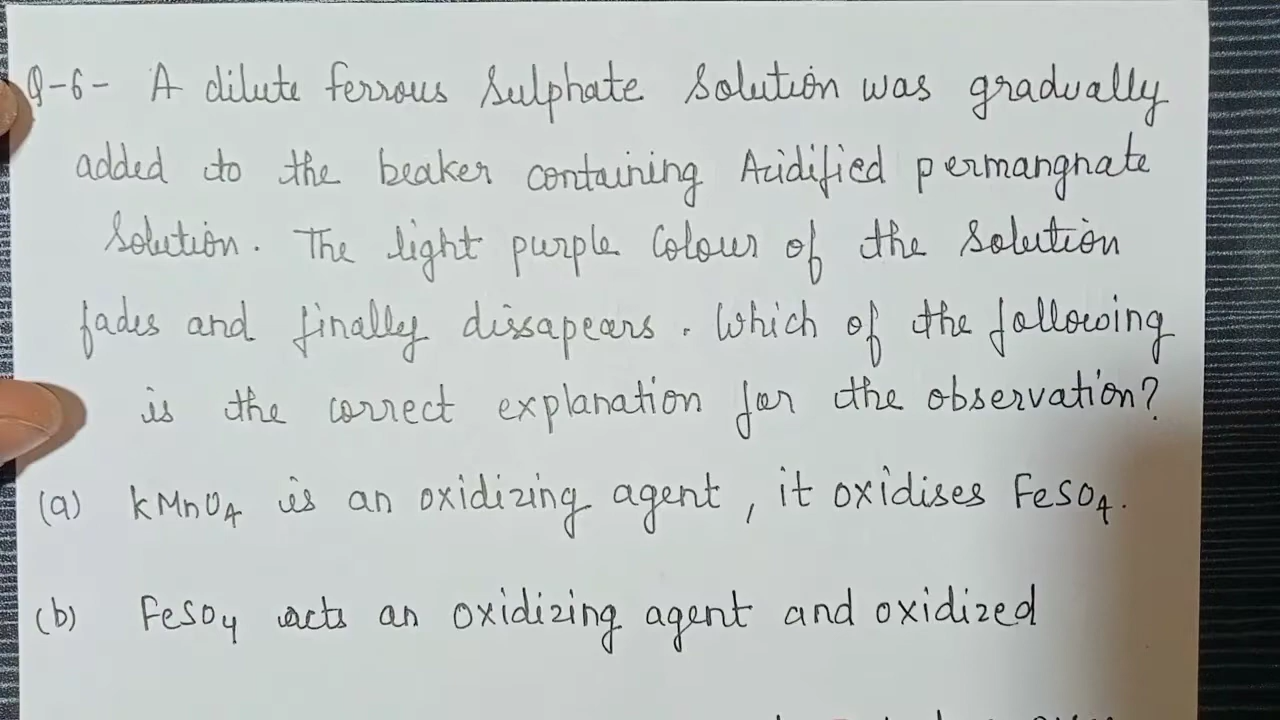 Q-6- A dilute ferrous Sulphate Solution was gradually
added to the beaker containing Acidified permangnate
Solution. The light purple Colour of the Solution
fades and finally dissapears. Which of the following
is the correct explanation for the observation?
(a) KMnO4 is an oxidizing agent, it oxidises FeSO4.
(b) FeSO4 acts an oxidizing agent and oxidized